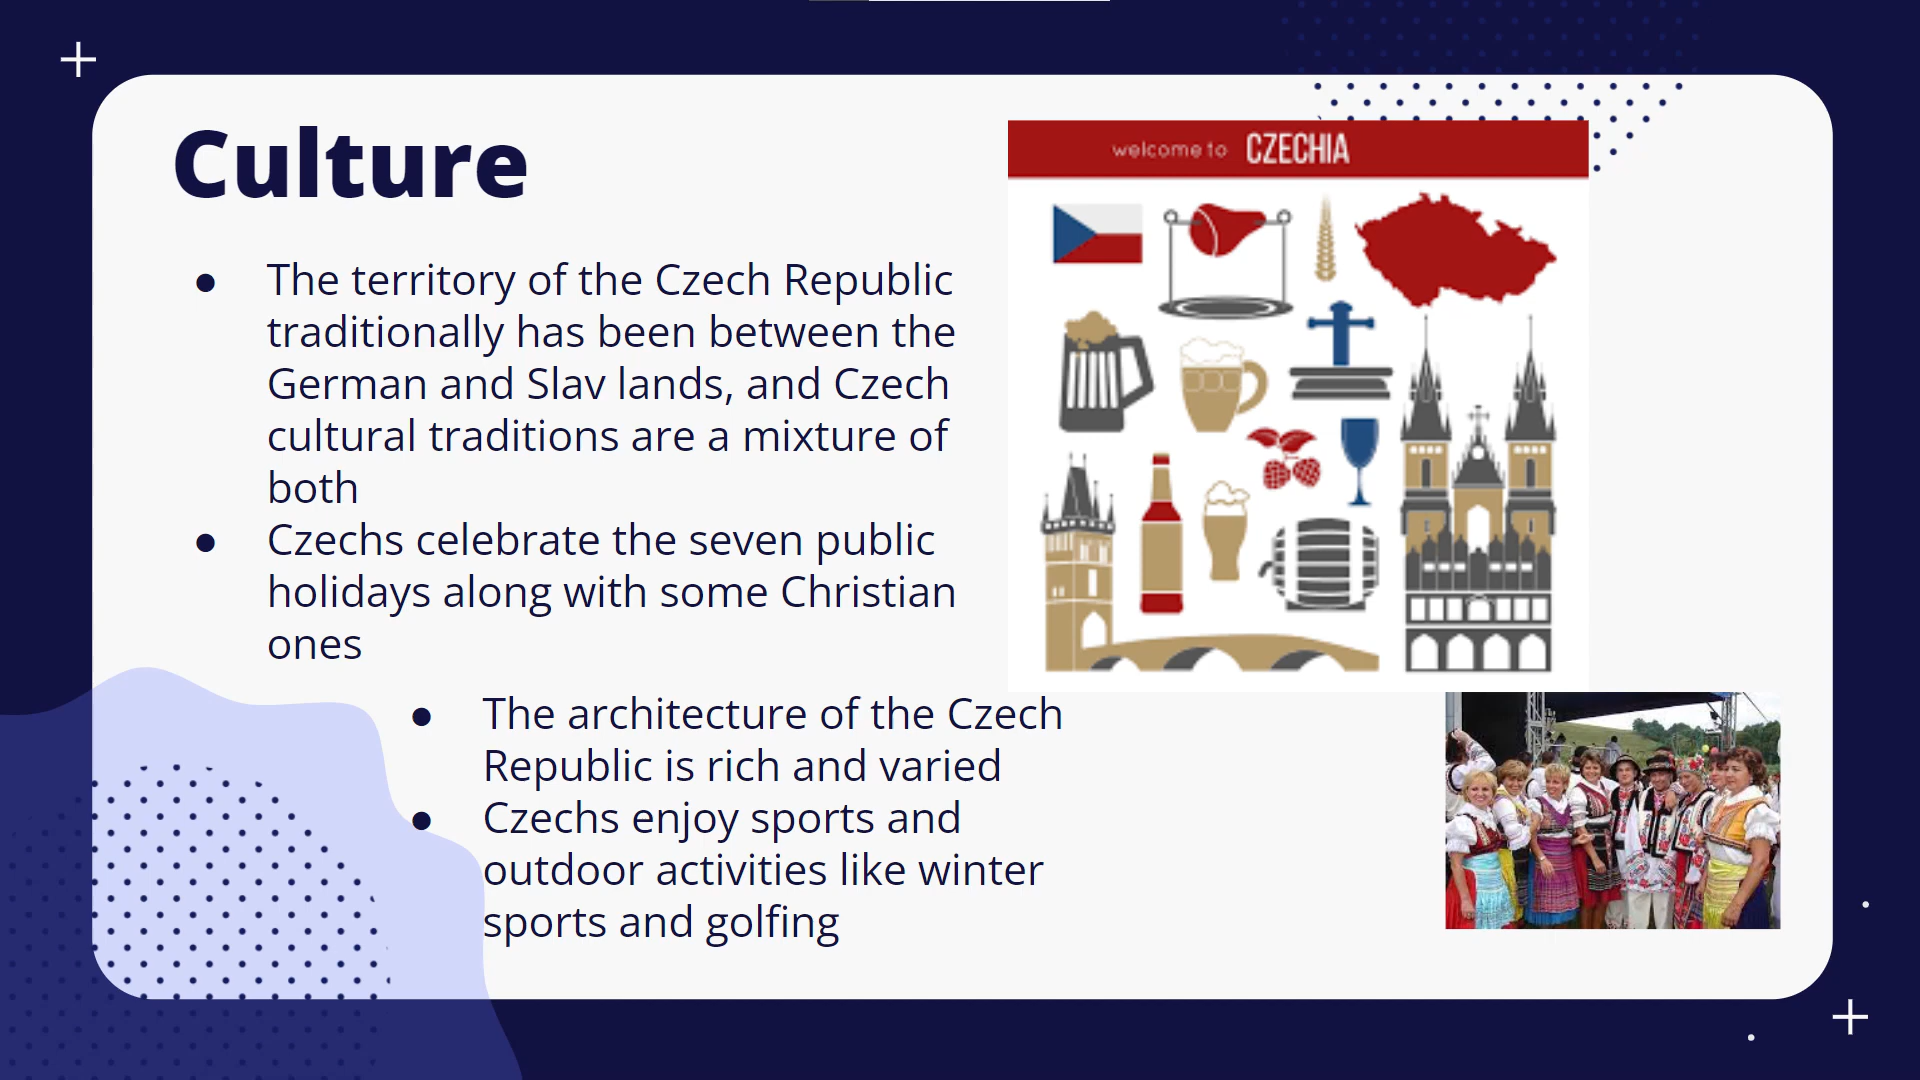 Culture
● The territory of the Czech Republic
traditionally has been between the
German and Slav lands, and Czech
cultural traditions are a mixture of
both
● Czechs celebrate the seven public
holidays along with some Christian
ones
● The architecture of the Czech
Republic is rich and varied
● Czechs enjoy sports and
outdoor activities like winter
sports and golfing
welcome to CZECHIA